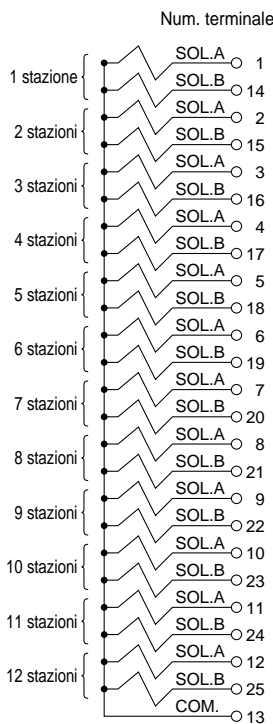 Num. terminale
SOL.A 1
1 stazione
SOL.B 14
SOL.A 2
2 stazioni
SOL.B 15
SOL.A 3
3 stazioni
SOL.B 16
SOL.A 4
4 stazioni
SOL.B 17
SOL.A 5
5 stazioni
SOL.B 18
SOL.A 6
6 stazioni
SOL.B 19
SOL.A 7
7 stazioni
SOL.B 20
SOL.A 8
8 stazioni
SOL.B 21
SOL.A 9
9 stazioni
SOL.B 22
SOL.A 10
10 stazioni
SOL.B 23
SOL.A 11
11 stazioni
SOL.B 24
SOL.A 12
12 stazioni
SOL.B 25
COM. 13